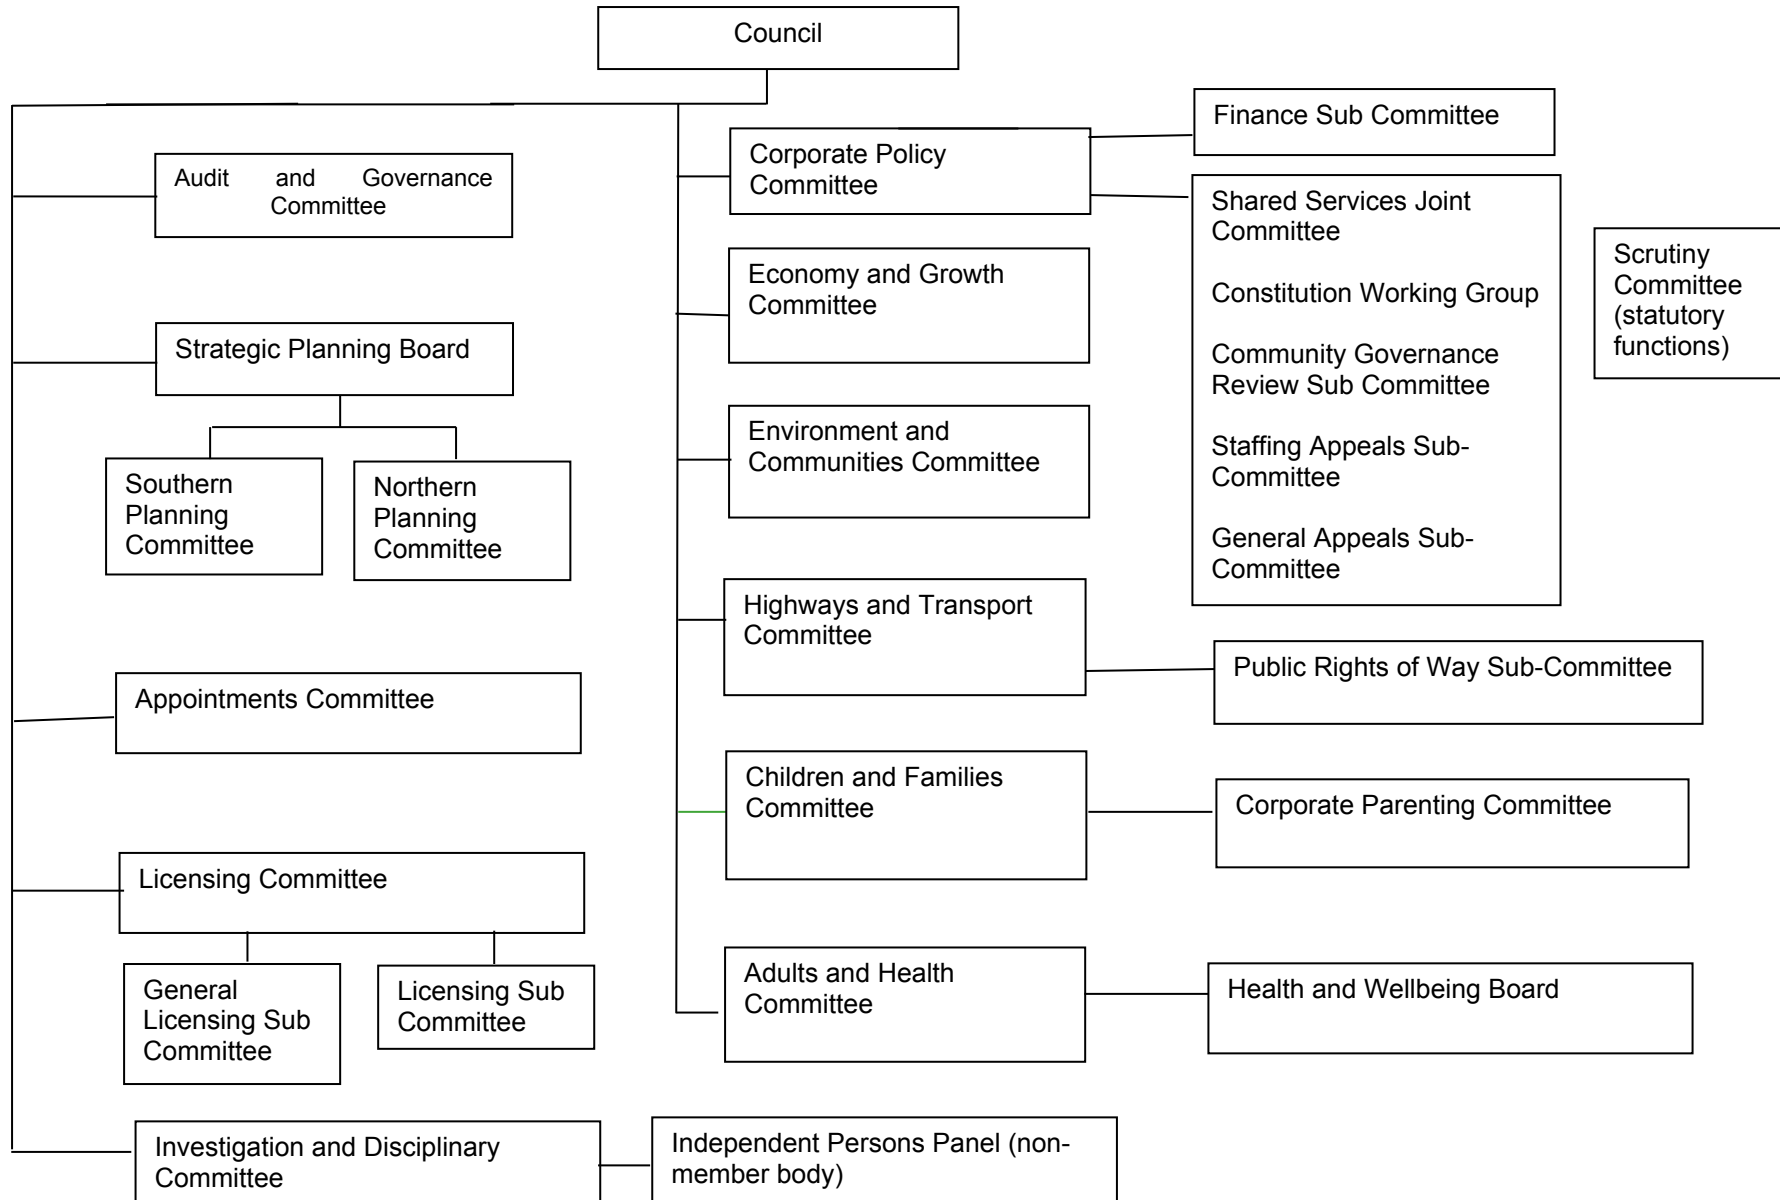 Council
Audit and Governance
Committee
Strategic Planning Board
Southern
Planning
Committee
Northern
Planning
Committee
Appointments Committee
Licensing Committee
General
Licensing Sub
Committee
Licensing Sub
Committee
Investigation and Disciplinary
Committee
Independent Persons Panel (non-
member body)
Corporate Policy
Committee
Economy and Growth
Committee
Environment and
Communities Committee
Highways and Transport
Committee
Children and Families
Committee
Adults and Health
Committee
Finance Sub Committee
Shared Services Joint
Committee
Constitution Working Group
Community Governance
Review Sub Committee
Staffing Appeals Sub-
Committee
General Appeals Sub-
Committee
Public Rights of Way Sub-Committee
Corporate Parenting Committee
Health and Wellbeing Board
Scrutiny
Committee
(statutory
functions)